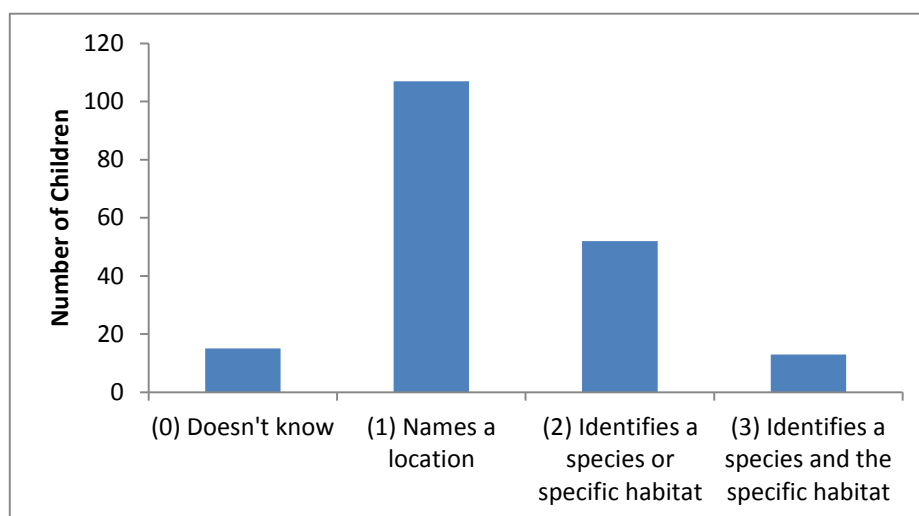 120
100
80
60
40
20
0
Number of Children
(0) Doesn't know
(1) Names a
location
(2) Identifies a
species or
specific habitat
(3) Identifies a
species and the
specific habitat